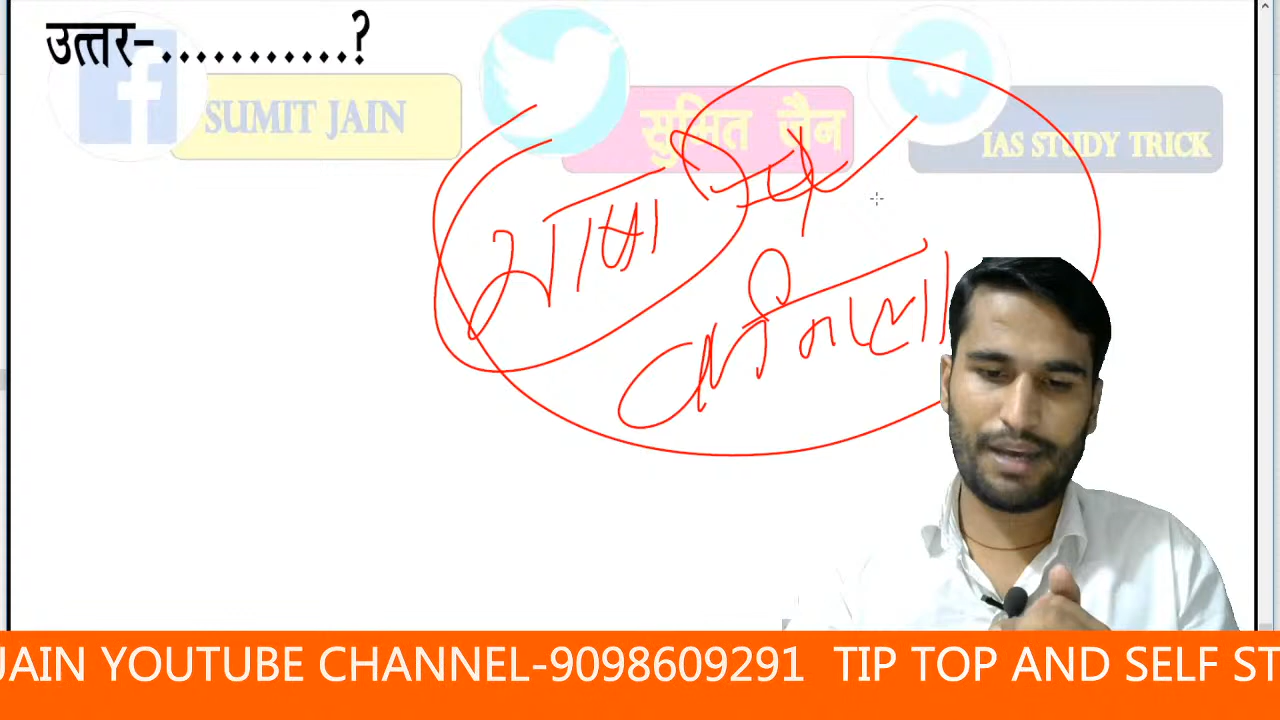 उत्तर-...........?
SUMIT JAIN
सुमित जैन
IAS STUDY TRICK
भाषा
JAIN YOUTUBE CHANNEL-9098609291 TIP TOP AND SELF ST